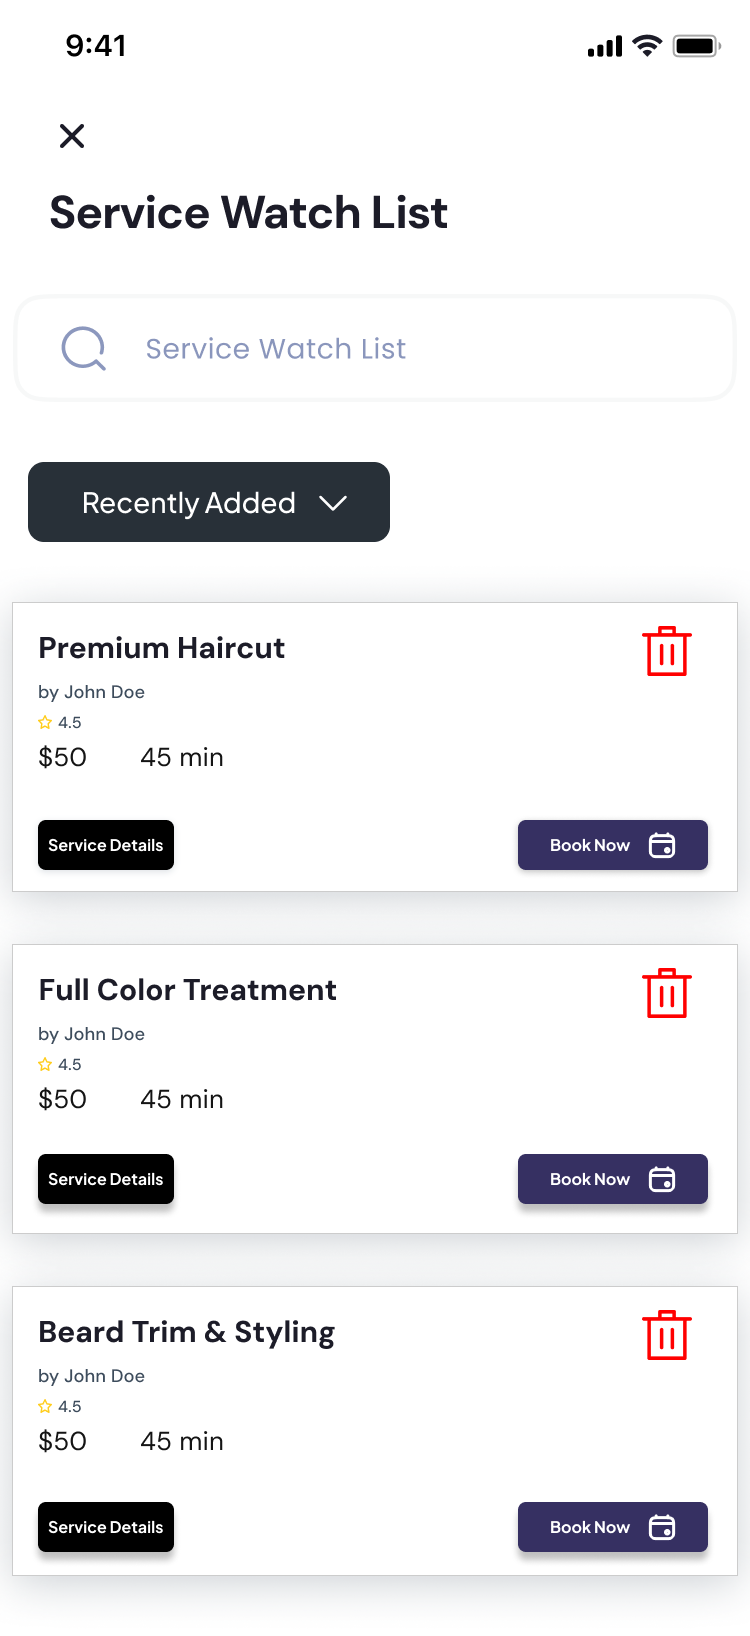 9:41
Service Watch List
Service Watch List
Recently Added
Premium Haircut
by John Doe
4.5
$50 45 min
Service Details Book Now
Full Color Treatment
by John Doe
4.5
$50 45 min
Service Details Book Now
Beard Trim & Styling
by John Doe
4.5
$50 45 min
Service Details Book Now